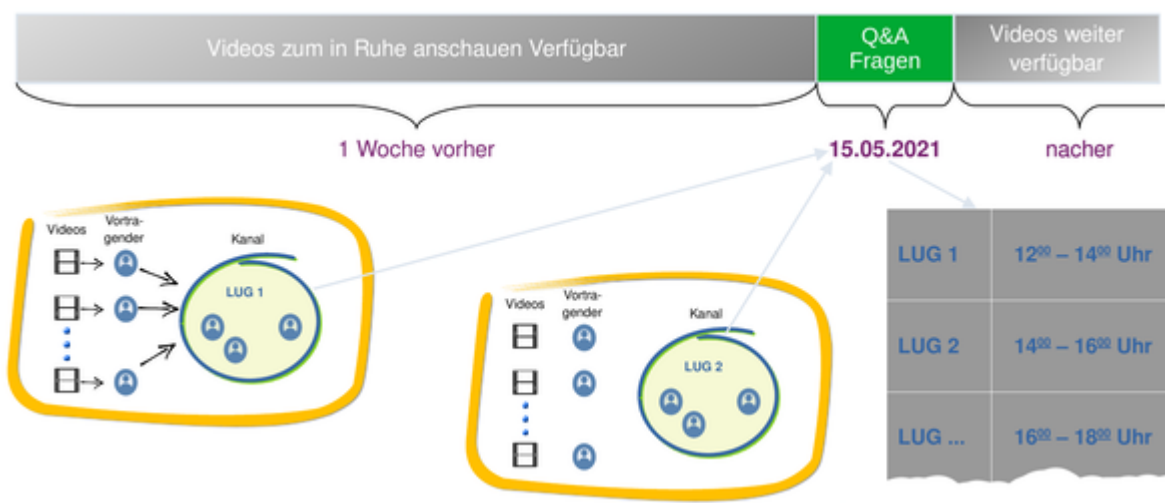 Videos zum in Ruhe anschauen Verfügbar
Q&A
Fragen
Videos weiter
verfügbar
1 Woche vorher
15.05.2021
nacher
Videos
Vortra-
gender
Kanal
LUG 1
Videos
Vortra-
gender
Kanal
LUG 2
LUG 1 12⁰⁰ – 14⁰⁰ Uhr
LUG 2 14⁰⁰ – 16⁰⁰ Uhr
LUG ... 16⁰⁰ – 18⁰⁰ Uhr